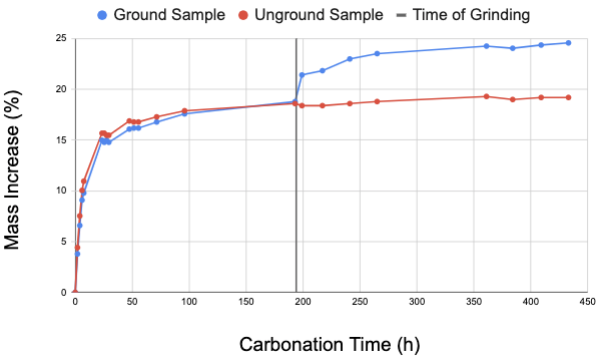 Ground Sample Unground Sample Time of Grinding
25
20
15
10
5
0
Mass Increase (%)
0 50 100 150 200 250 300 350 400 450
Carbonation Time (h)